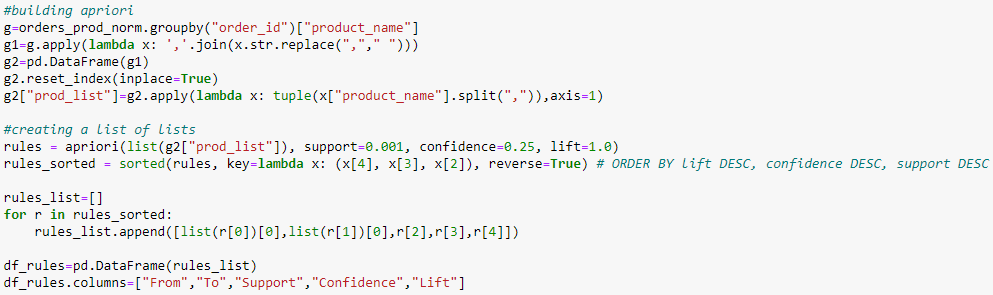 #building apriori
g=orders_prod_norm.groupby("order_id")["product_name"]
g1=g.apply(lambda x: ','.join(x.str.replace(","," ")))
g2=pd.DataFrame(g1)
g2.reset_index(inplace=True)
g2["prod_list"]=g2.apply(lambda x: tuple(x["product_name"].split(",")),axis=1)

#creating a list of lists
rules = apriori(list(g2["prod_list"]), support=0.001, confidence=0.25, lift=1.0)
rules_sorted = sorted(rules, key=lambda x: (x[4], x[3], x[2]), reverse=True) # ORDER BY lift DESC, confidence DESC, support DESC

rules_list=[]
for r in rules_sorted:
    rules_list.append([list(r[0])[0],list(r[1])[0],r[2],r[3],r[4]])

df_rules=pd.DataFrame(rules_list)
df_rules.columns=["From","To","Support","Confidence","Lift"]